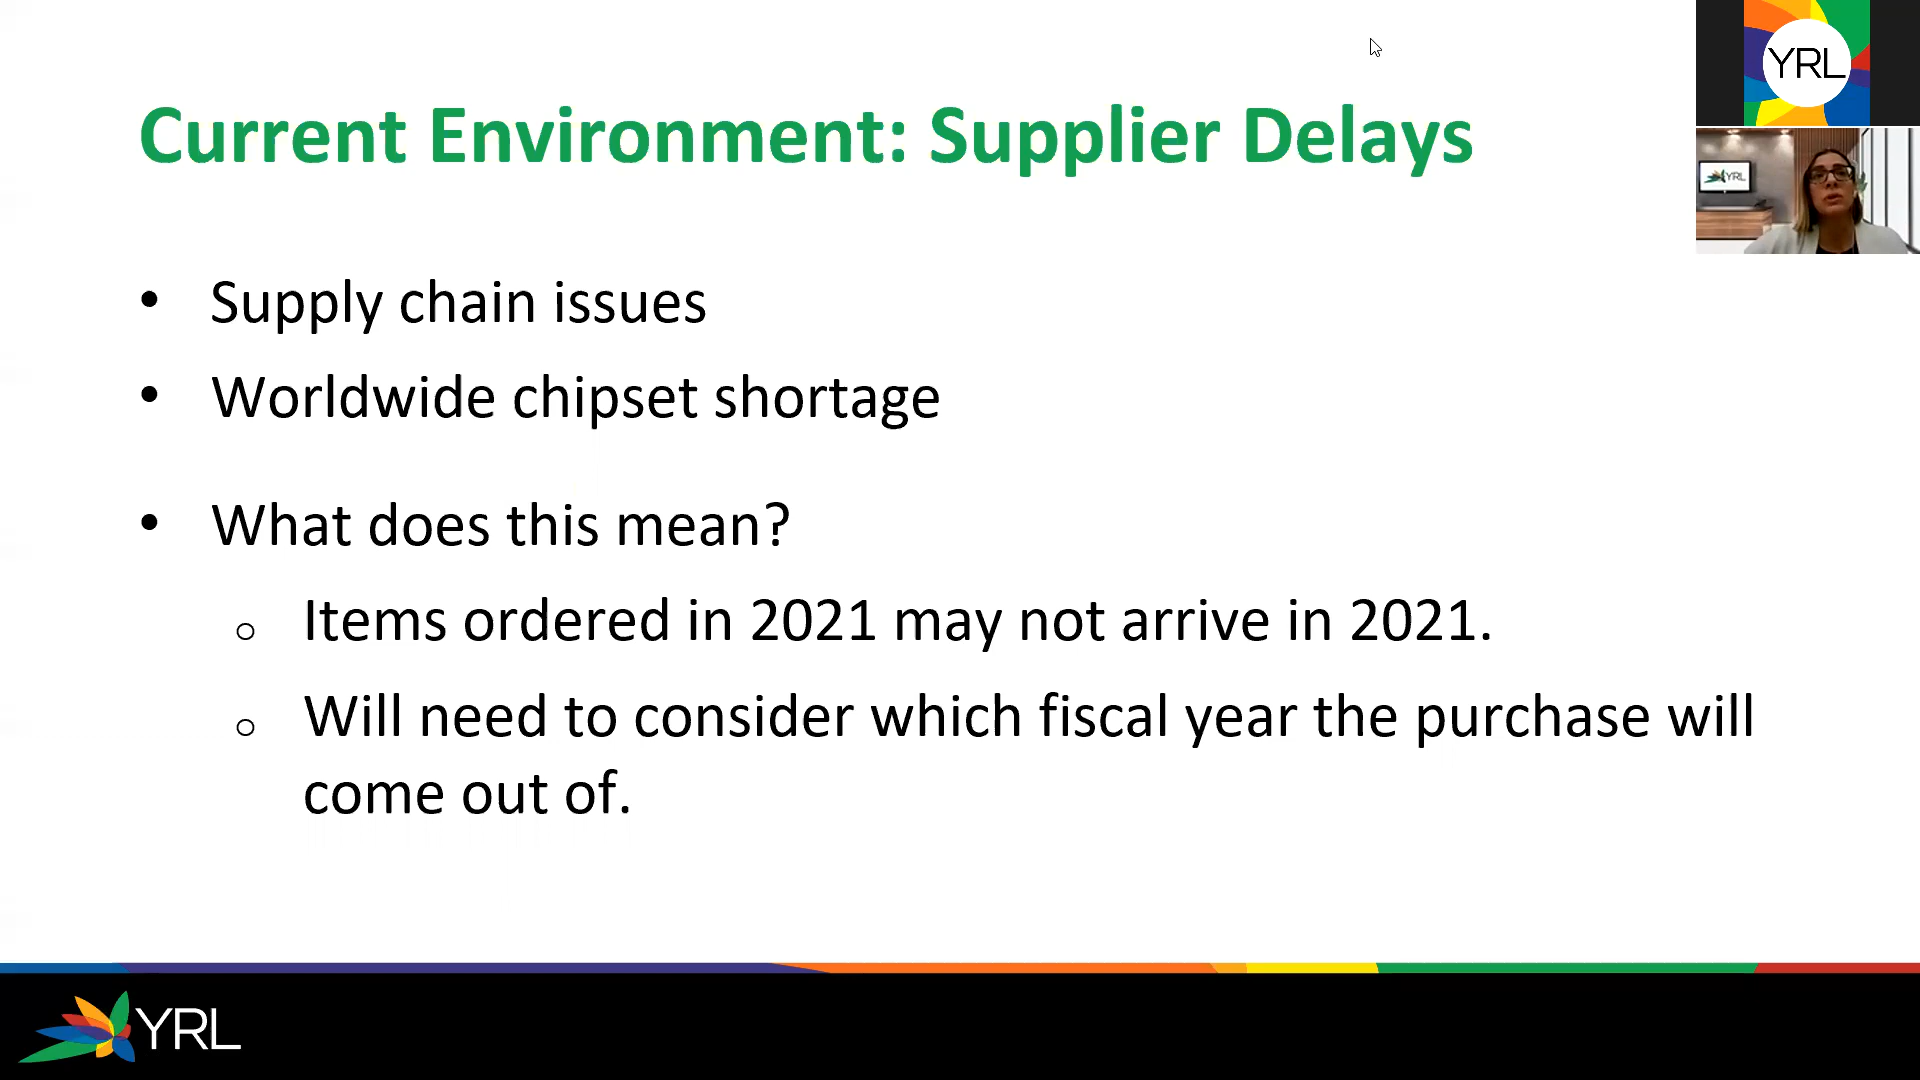 Current Environment: Supplier Delays
YRL
YRL
• Supply chain issues
• Worldwide chipset shortage
• What does this mean?
o Items ordered in 2021 may not arrive in 2021.
o Will need to consider which fiscal year the purchase will
come out of.
YRL